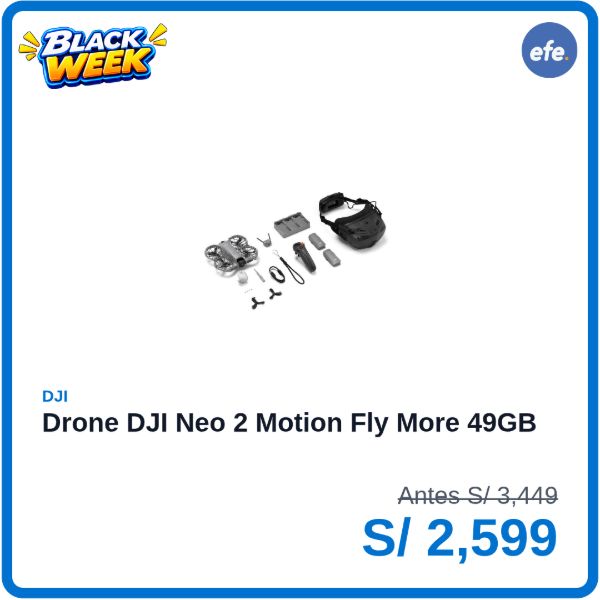 BLACK
WEEK
efe.
DJI
Drone DJI Neo 2 Motion Fly More 49GB
Antes S/ 3,449
S/ 2,599